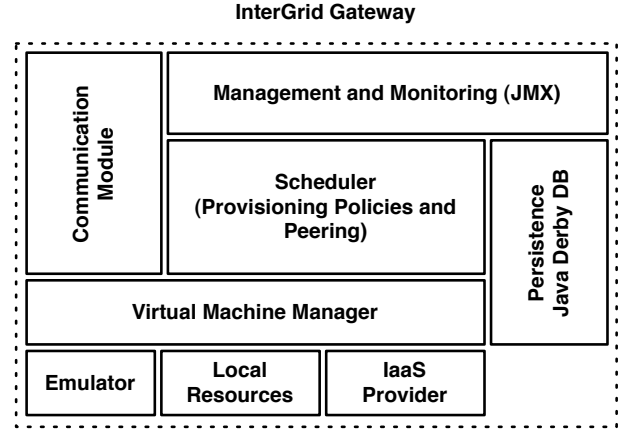 InterGrid Gateway
Communication
Module
Management and Monitoring (JMX)
Scheduler
(Provisioning Policies and
Peering)
Persistence
Java Derby DB
Virtual Machine Manager
Emulator
Local
Resources
IaaS
Provider